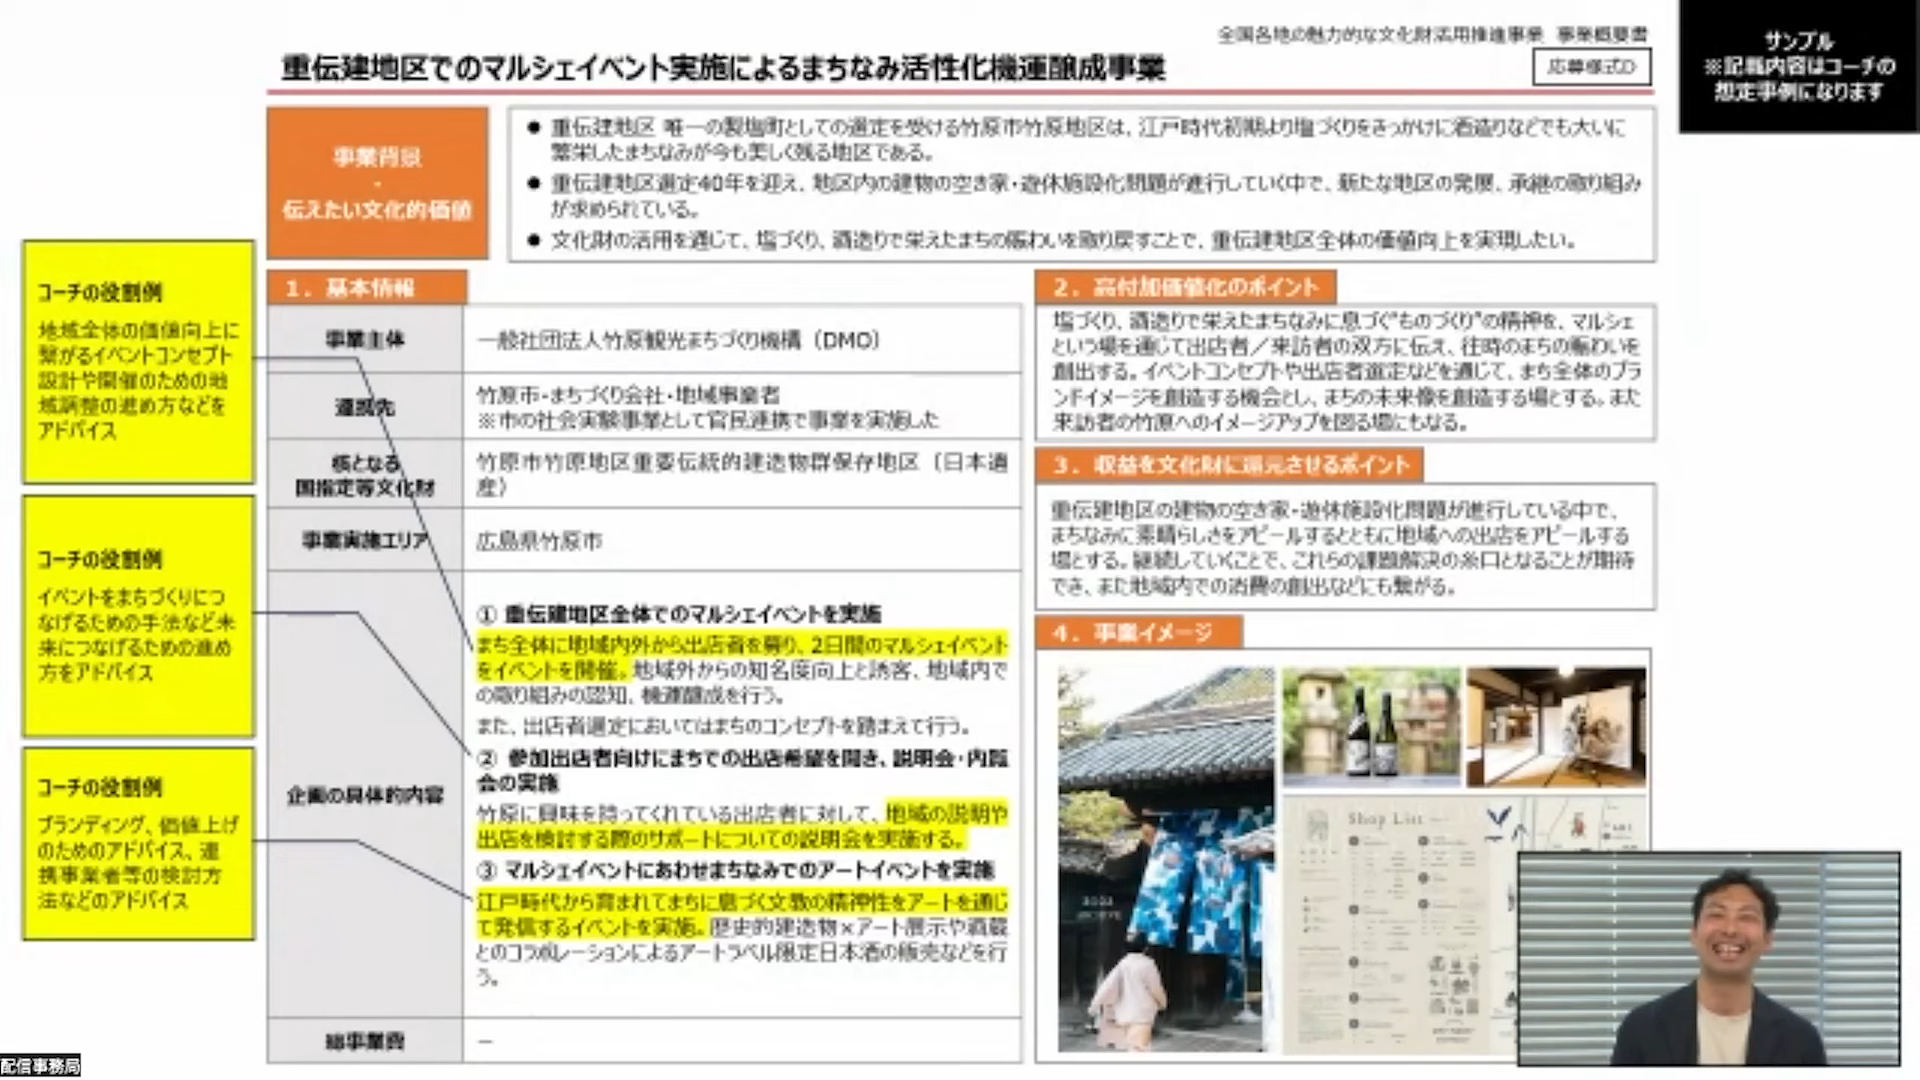 全国各地の魅力的な文化財活用推進事業 事業概要書
重伝建地区でのマルシェイベント実施によるまちなみ活性化機運醸成事業
応募様式D
サンプル
※記載内容はコーチの
想定事例になります
事業背景
・
伝えたい文化的価値
● 重伝建地区 唯一の製塩町としての選定を受ける竹原市竹原地区は、江戸時代初期より塩づくりをきっかけに酒造りなどでも大いに
繁栄したまちなみが今も美しく残る地区である。
● 重伝建地区選定40年を迎え、地区内の建物の空き家・遊休施設化問題が進行していく中で、新たな地区の発展、承継の取り組み
が求められている。
● 文化財の活用を通じて、塩づくり、酒造りで栄えたまちの賑わいを取り戻すことで、重伝建地区全体の価値向上を実現したい。
コーチの役割例
地域全体の価値向上に
繋がるイベントコンセプト
設計や開催のための地
域調整の進め方などを
アドバイス
コーチの役割例
イベントをまちづくりにつ
なげるための手法など未
来につなげるための進め
方をアドバイス
コーチの役割例
ブランディング、価値上げ
のためのアドバイス、連
携事業者等の検討方
法などのアドバイス
1. 基本情報
事業主体
一般社団法人竹原観光まちづくり機構（DMO）
連携先
竹原市・まちづくり会社・地域事業者
※市の社会実験事業として官民連携で事業を実施した
核となる
国指定等文化財
竹原市竹原地区重要伝統的建造物群保存地区（日本遺
産）
事業実施エリア
広島県竹原市
企画の具体的内容
① 重伝建地区全体でのマルシェイベントを実施
まち全体に地域内外から出店者を募り、2日間のマルシェイベント
をイベントを開催。地域外からの知名度向上と誘客、地域内で
の取り組みの認知、機運醸成を行う。
また、出店者選定においてはまちのコンセプトを踏まえて行う。
② 参加出店者向けにまちでの出店希望を聞き、説明会・内覧
会の実施
竹原に興味を持ってくれている出店者に対して、地域の説明や
出店を検討する際のサポートについての説明会を実施する。
③ マルシェイベントにあわせまちなみでのアートイベントを実施
江戸時代から育まれてまちに息づく文教の精神性をアートを通じ
て発信するイベントを実施。歴史的建造物×アート展示や酒蔵
とのコラボレーションによるアートラベル限定日本酒の販売などを行
う。
総事業費
―
2. 高付加価値化のポイント
塩づくり、酒造りで栄えたまちなみに息づく"ものづくり"の精神を、マルシェ
という場を通じて出店者／来訪者の双方に伝え、往時のまちの賑わいを
創出する。イベントコンセプトや出店者選定などを通じて、まち全体のブラ
ンドイメージを創造する機会とし、まちの未来像を創造する場とする。また
来訪者の竹原へのイメージアップを図る場にもなる。
3. 収益を文化財に還元させるポイント
重伝建地区の建物の空き家・遊休施設化問題が進行している中で、
まちなみに素晴らしさをアピールするとともに地域への出店をアピールする
場とする。継続していくことで、これらの課題解決の糸口となることが期待
でき、また地域内での消費の創出などにも繋がる。
4. 事業イメージ
Shop List
配信事務局